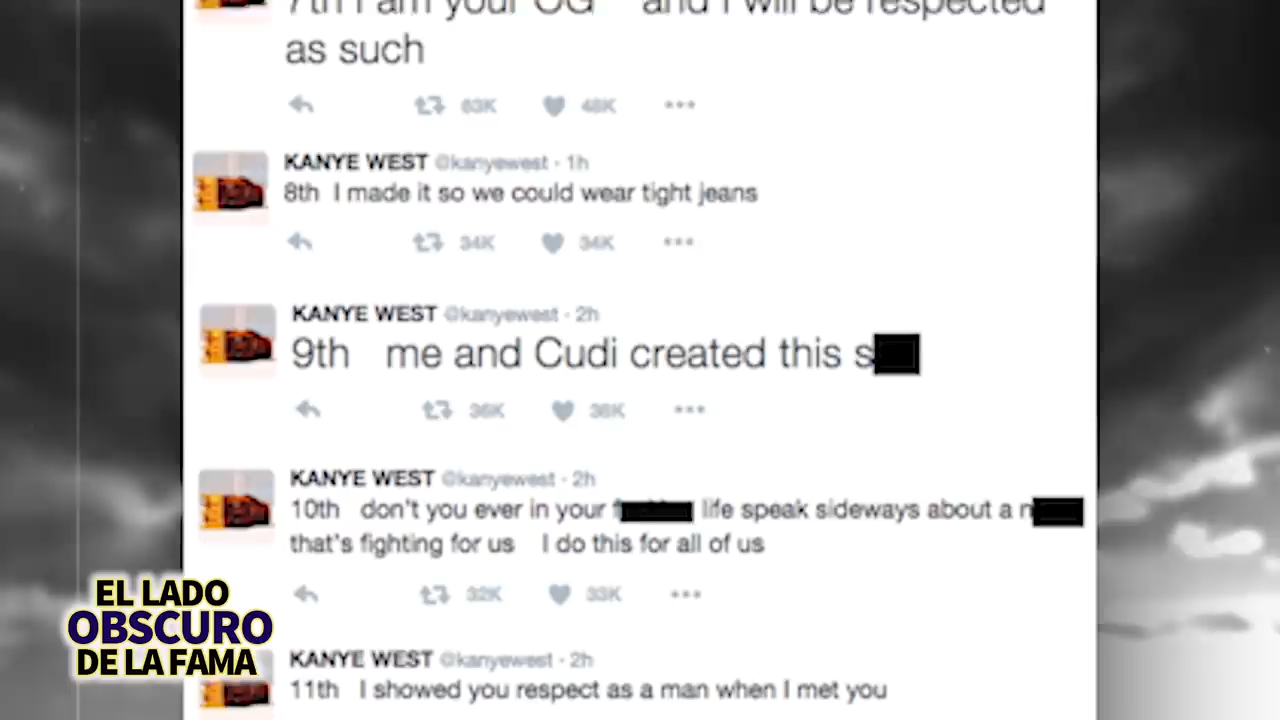 7th I am your OG and I will be respected
as such
63K 48K
KANYE WEST @kanyewest · 1h
8th I made it so we could wear tight jeans
34K 34K
KANYE WEST @kanyewest · 2h
9th me and Cudi created this s
36K 38K
KANYE WEST @kanyewest · 2h
10th don't you ever in your f life speak sideways about a n
that's fighting for us I do this for all of us
32K 33K
KANYE WEST @kanyewest · 2h
11th I showed you respect as a man when I met you
EL LADO
OBSCURO
DE LA FAMA